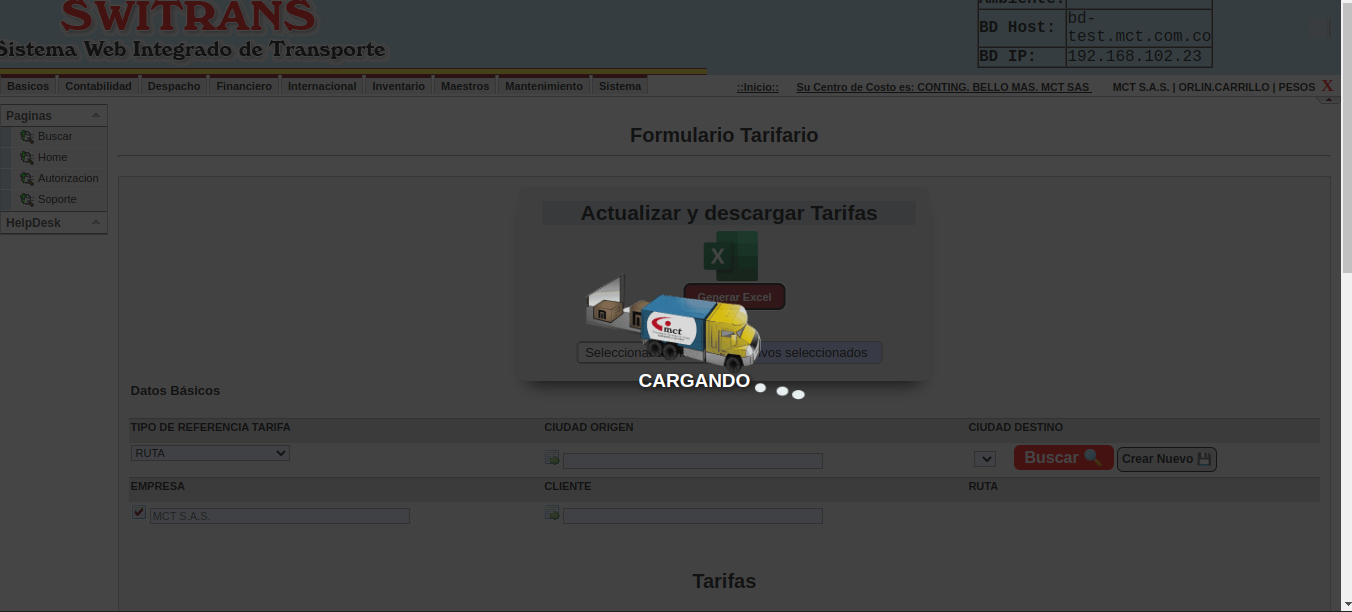 SWITRANS
Sistema Web Integrado de Transporte
Ambiente:
BD Host: bd-test.mct.com.co
BD IP: 192.168.102.23
Basicos Contabilidad Despacho Financiero Internacional Inventario Maestros Mantenimiento Sistema
::Inicio:: Su Centro de Costo es: CONTING. BELLO MAS. MCT SAS MCT S.A.S. | ORLIN.CARRILLO | PESOS X
Paginas
Buscar
Home
Autorizacion
Soporte
HelpDesk
Formulario Tarifario
Actualizar y descargar Tarifas
X
Generar Excel
mct
Selecciona
vos seleccionados
CARGANDO
Datos Básicos
TIPO DE REFERENCIA TARIFA CIUDAD ORIGEN CIUDAD DESTINO
RUTA Buscar Crear Nuevo
EMPRESA CLIENTE RUTA
MCT S.A.S.
Tarifas